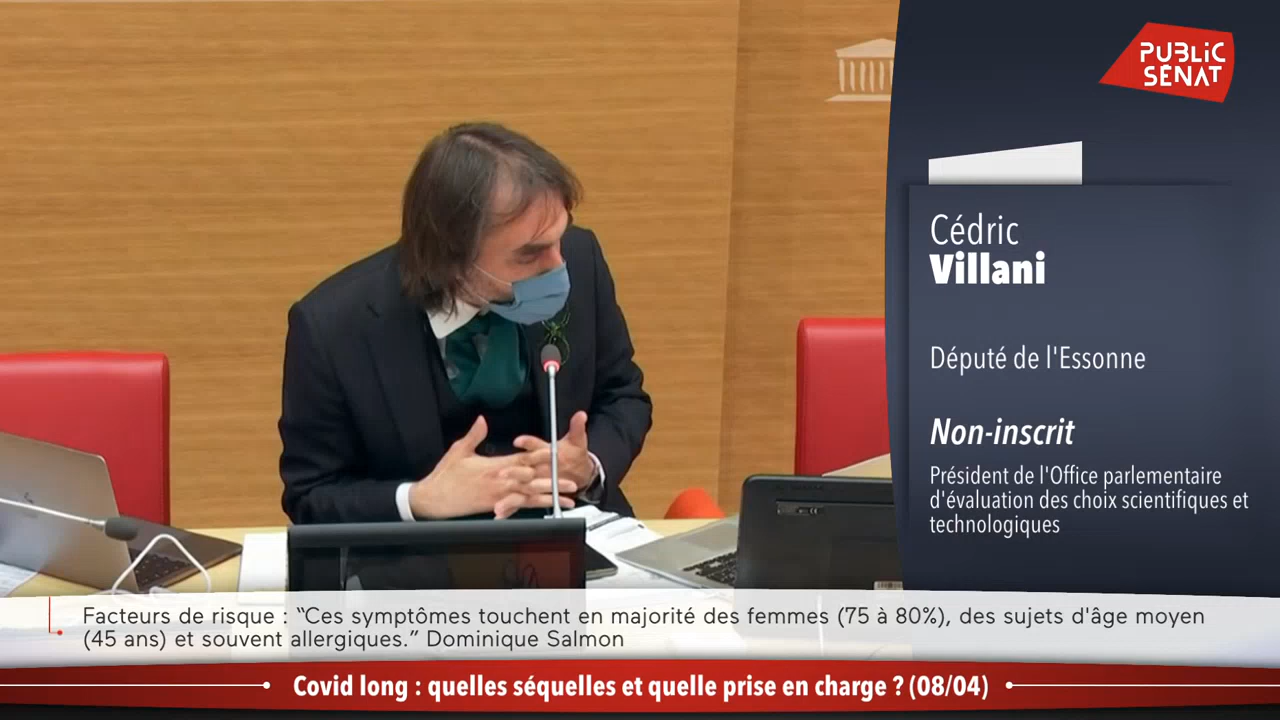 PUBLIC
SÉNAT
Cédric
Villani
Député de l'Essonne
Non-inscrit
Président de l'Office parlementaire
d'évaluation des choix scientifiques et
technologiques
Facteurs de risque : “Ces symptômes touchent en majorité des femmes (75 à 80%), des sujets d'âge moyen
(45 ans) et souvent allergiques.” Dominique Salmon
Covid long : quelles séquelles et quelle prise en charge ? (08/04)